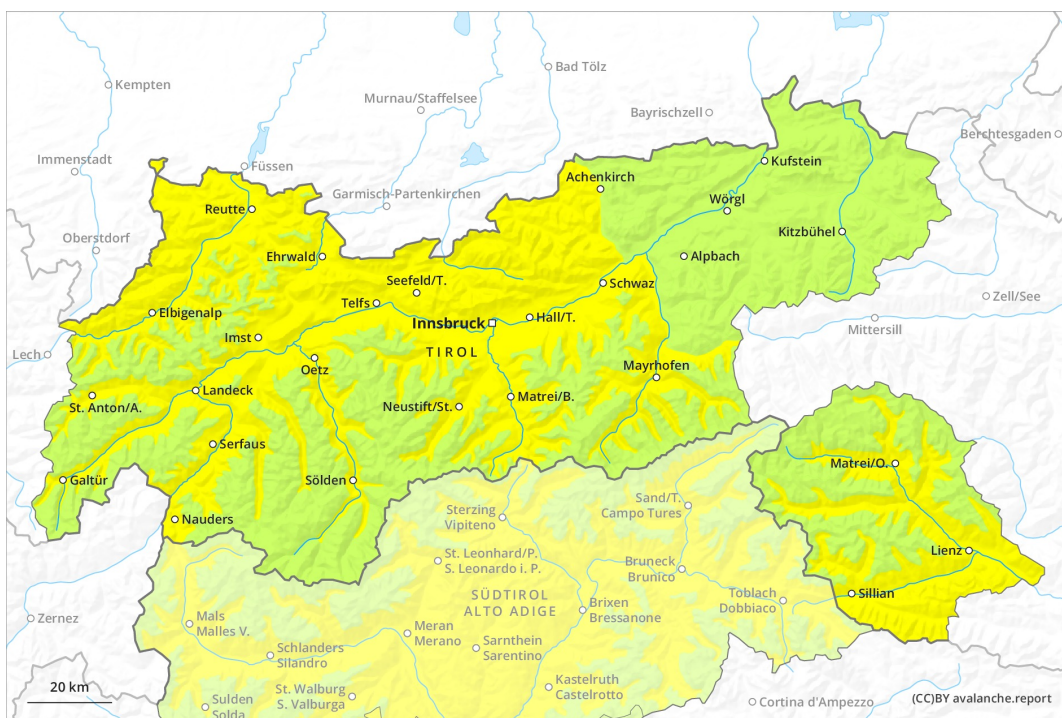 Kempten
Bad Tölz
Murnau/Staffelsee
Bayrischzell
Berchtesgaden
Immenstadt
Füssen
Kufstein
Achenkirch
Garmisch-Partenkirchen
Wörgl
Reutte
Kitzbühel
Oberstdorf
Ehrwald
Alpbach
Seefeld/T.
Schwaz
Zell/See
Telfs
Elbigenalp
Hall/T.
Innsbruck
Mittersill
Imst
Lech
TIROL
Oetz
Mayrhofen
Landeck
Matrei/B.
St. Anton/A.
Neustift/St.
Serfaus
Matrei/O.
Galtür
Sölden
Sand/T.
Campo Tures
Sterzing
Vipiteno
Nauders
Lienz
St. Leonhard/P.
S. Leonardo i. P.
Bruneck
Brunico
SÜDTIROL
ALTO ADIGE
Sillian
Toblach
Dobbiaco
Brixen
Bressanone
Zernez
Mals
Malles V.
Meran
Merano
Sarnthein
Sarentino
Schlanders
Silandro
20 km
St. Walburg
S. Valburga
Kastelruth
Castelrotto
Sulden
Solda
Cortina d'Ampezzo
(CC)BY avalanche.report